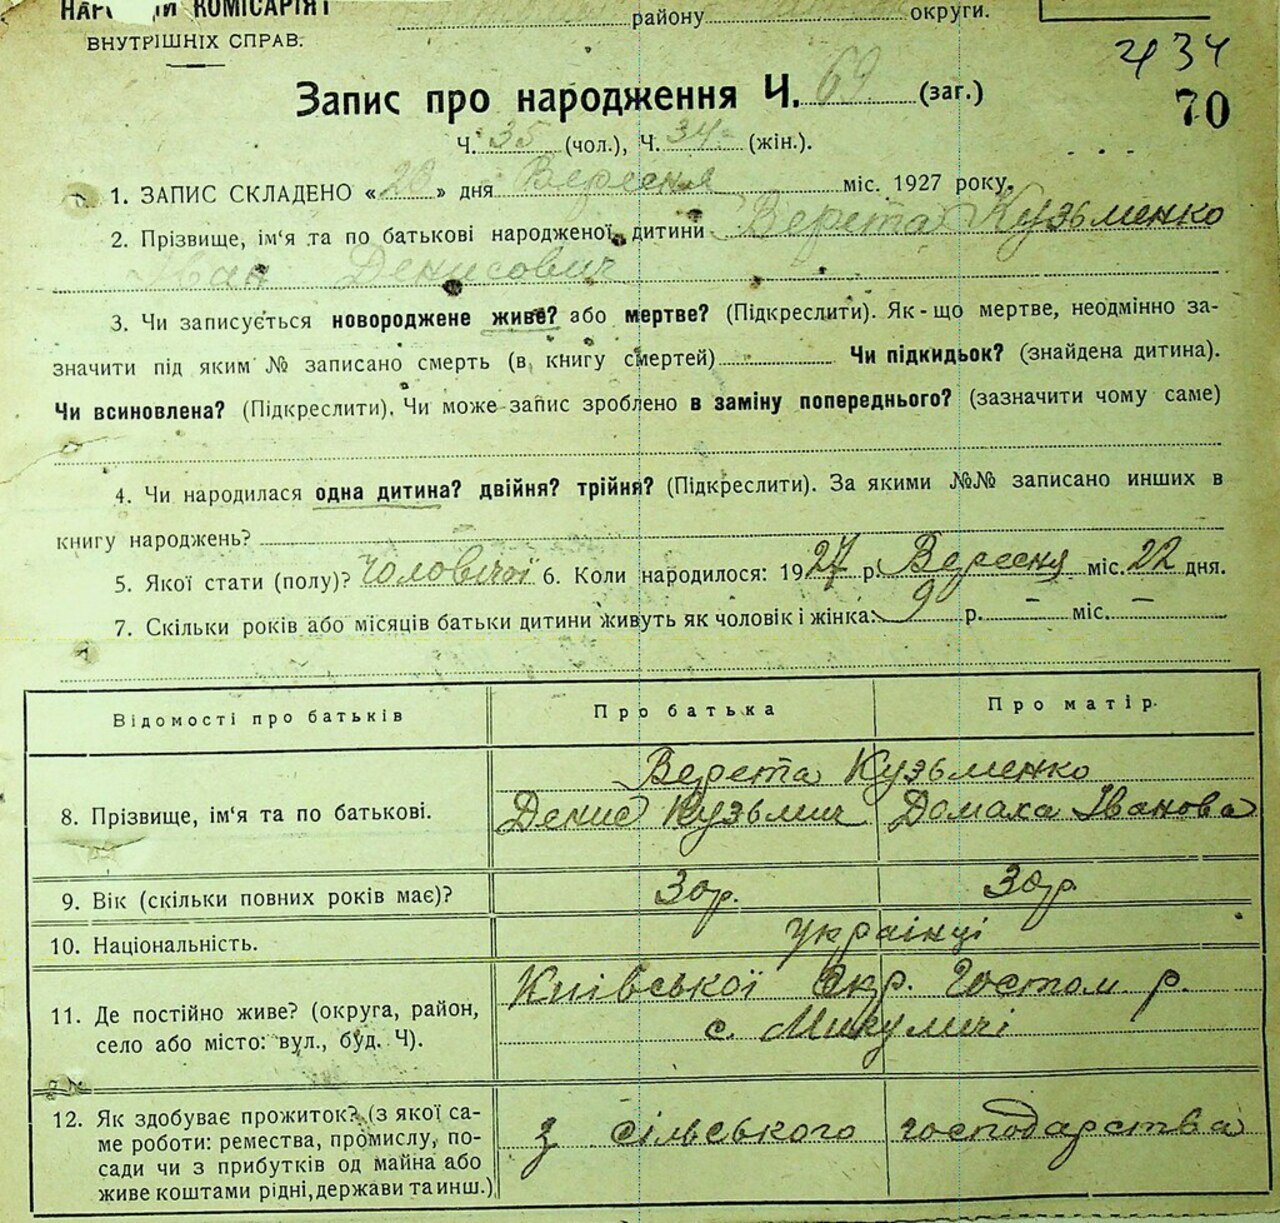 КОМІСАРІЯТ
району округи.
ВНУТРІШНІХ СПРАВ.
434
Запис про народження Ч. 69 (заг.)
70
Ч. 35 (чол.), Ч. 34 (жін.).
1. ЗАПИС СКЛАДЕНО « » дня Вересня міс. 1927 року.
2. Прізвище, ім‘я та по батькові народженої дитини Верета Кузьменко
Іван Денисович
3. Чи записується новороджене живе? або мертве? (Підкреслити). Як-що мертве, неодмінно за-
значити під яким № записано смерть (в книгу смертей) Чи підкидьок? (знайдена дитина).
Чи всиновлена? (Підкреслити). Чи може запис зроблено в заміну попереднього? (зазначити чому саме)
4. Чи народилася одна дитина? двійня? трійня? (Підкреслити). За якими №№ записано инших в
книгу народжень?
5. Якої стати (полу)? Чоловічої 6. Коли народилося: 1927 р. Вересня міс. 22 дня.
7. Скільки років або місяців батьки дитини живуть як чоловік і жінка: 9 р. – міс. –
Відомості про батьків Про батька Про матір
Верета Кузьменко
8. Прізвище, ім‘я та по батькові. Денис Кузьмич Домаха Іванова
9. Вік (скільки повних років має)? 30 р. 30 р.
10. Національність. Українці
11. Де постійно живе? (округа, район, Київської Окр. Гостом р.
село або місто: вул., буд. Ч). с. Микуличі
12. Як здобуває прожиток? (з якої са-
ме роботи: ремества, промислу, по- з сільського господарства
сади чи з прибутків од майна або
живе коштами рідні, держави та инш.)